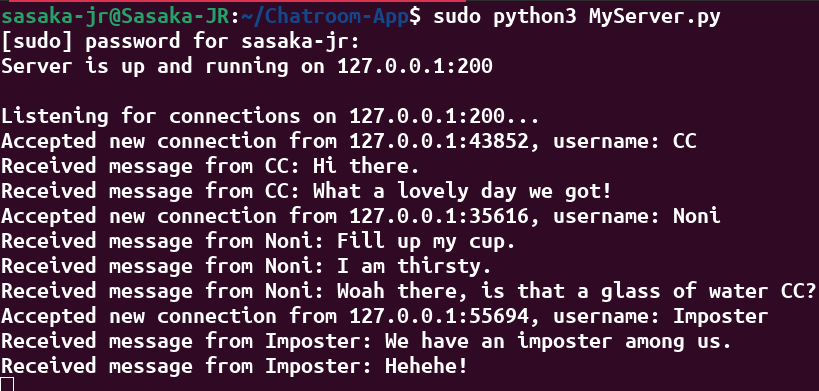 sasaka-jr@Sasaka-JR:~/Chatroom-App$ sudo python3 MyServer.py
[sudo] password for sasaka-jr:
Server is up and running on 127.0.0.1:200
Listening for connections on 127.0.0.1:200...
Accepted new connection from 127.0.0.1:43852, username: CC
Received message from CC: Hi there.
Received message from CC: What a lovely day we got!
Accepted new connection from 127.0.0.1:35616, username: Noni
Received message from Noni: Fill up my cup.
Received message from Noni: I am thirsty.
Received message from Noni: Woah there, is that a glass of water CC?
Accepted new connection from 127.0.0.1:55694, username: Imposter
Received message from Imposter: We have an imposter among us.
Received message from Imposter: Hehehe!